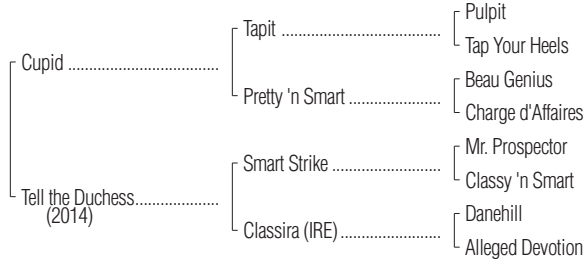 Pulpit
Tapit ..................................
Tap Your Heels
Cupid ...................................
Beau Genius
Pretty 'n Smart .....................
Charge d'Affaires
Mr. Prospector
Smart Strike .........................
Classy 'n Smart
Tell the Duchess....................
(2014)
Danehill
Classira (IRE) .......................
Alleged Devotion